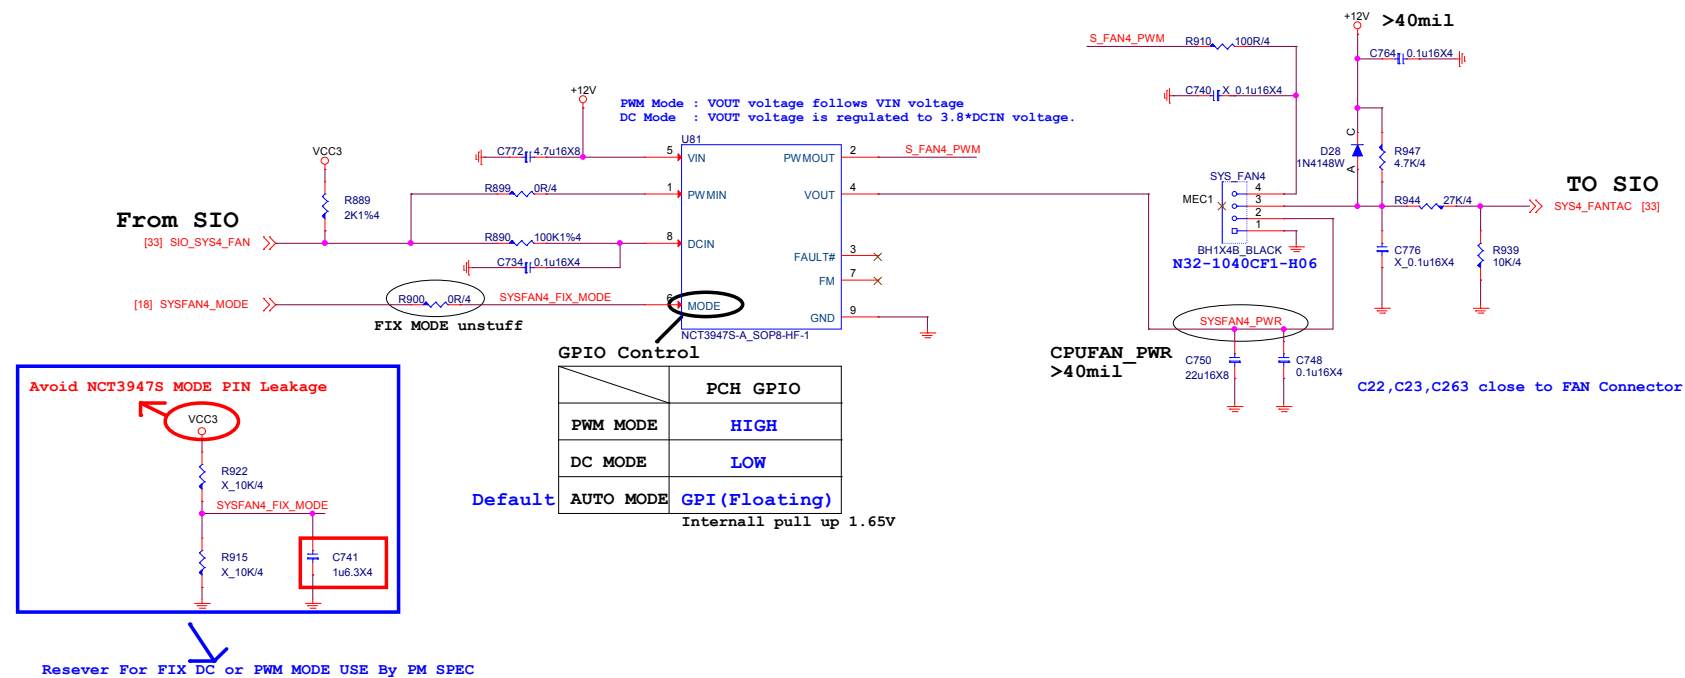 +12V
>40mil
S_FAN4_PWM
R910
100R/4
C764
0.1u16X4
+12V
C740
X_0.1u16X4
PWM Mode : VOUT voltage follows VIN voltage
DC Mode  : VOUT voltage is regulated to 3.8*DCIN voltage.
VCC3
U81
C772
4.7u16X8
5
VIN
PWMOUT
2
S_FAN4_PWM
D28
1N4148W
C
A
R947
4.7K/4
R899
0R/4
1
PWMIN
VOUT
4
SYS_FAN4
MEC1
4
3
2
1
R944
27K/4
TO SIO
SYS4_FANTAC [33]
R889
2K1%4
From SIO
[33] SIO_SYS4_FAN
R890
100K1%4
8
DCIN
C734
0.1u16X4
FAULT#
3
FM
7
BH1X4B_BLACK
N32-1040CF1-H06
C776
X_0.1u16X4
R939
10K/4
[18] SYSFAN4_MODE
R900
0R/4
SYSFAN4_FIX_MODE
6
MODE
GND
9
FIX MODE unstuff
NCT3947S-A_SOP8-HF-1
SYSFAN4_PWR
GPIO Control
CPUFAN_PWR
>40mil
C750
22u16X8
C748
0.1u16X4
C22,C23,C263 close to FAN Connector
PCH GPIO
PWM MODE
HIGH
DC MODE
LOW
Default
AUTO MODE
GPI(Floating)
Internall pull up 1.65V
Avoid NCT3947S MODE PIN Leakage
VCC3
R922
X_10K/4
SYSFAN4_FIX_MODE
R915
X_10K/4
C741
1u6.3X4
Resever For FIX DC or PWM MODE USE By PM SPEC